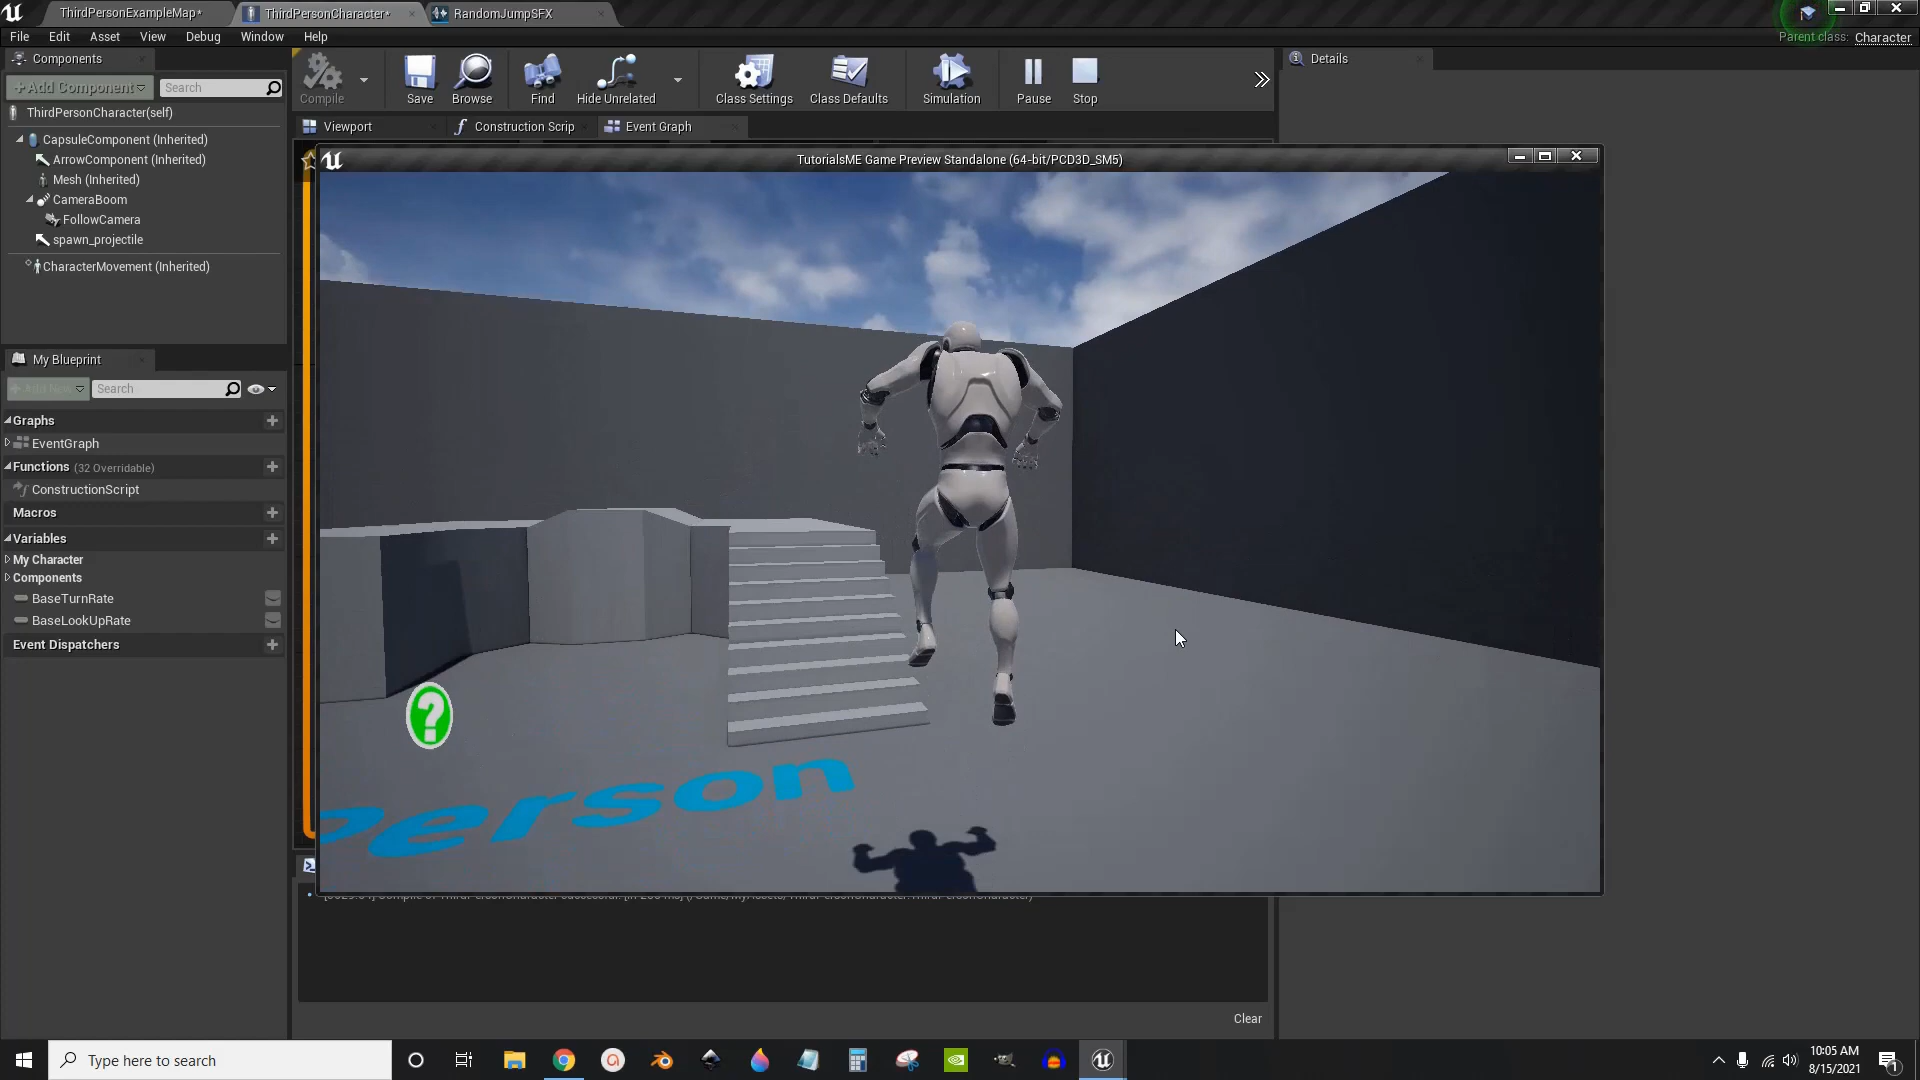 ThirdPersonExampleMap*
ThirdPersonCharacter*
RandomJumpSFX
File Edit Asset View Debug Window Help
Parent class: Character
Components
+Add Component
Search
ThirdPersonCharacter(self)
CapsuleComponent (Inherited)
ArrowComponent (Inherited)
Mesh (Inherited)
CameraBoom
FollowCamera
spawn_projectile
CharacterMovement (Inherited)
Compile
Save
Browse
Find
Hide Unrelated
Class Settings
Class Defaults
Simulation
Pause
Stop
Details
Viewport
Construction Scrip
Event Graph
TutorialsME Game Preview Standalone (64-bit/PCD3D_SM5)
?
Person
My Blueprint
+ Add New
Search
Graphs
EventGraph
Functions (32 Overridable)
ConstructionScript
Macros
Variables
My Character
Components
BaseTurnRate
BaseLookUpRate
Event Dispatchers
Clear
Type here to search
10:05 AM
8/15/2021
1